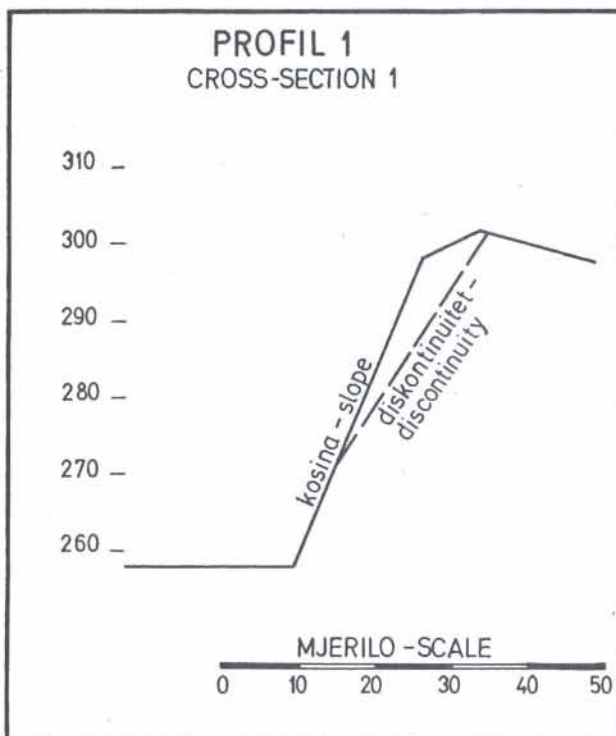 PROFIL 1
CROSS-SECTION 1
310
300
290
280
270
260
kosina - slope
diskontinuitet -
discontinuity
MJERILO - SCALE
0 10 20 30 40 50